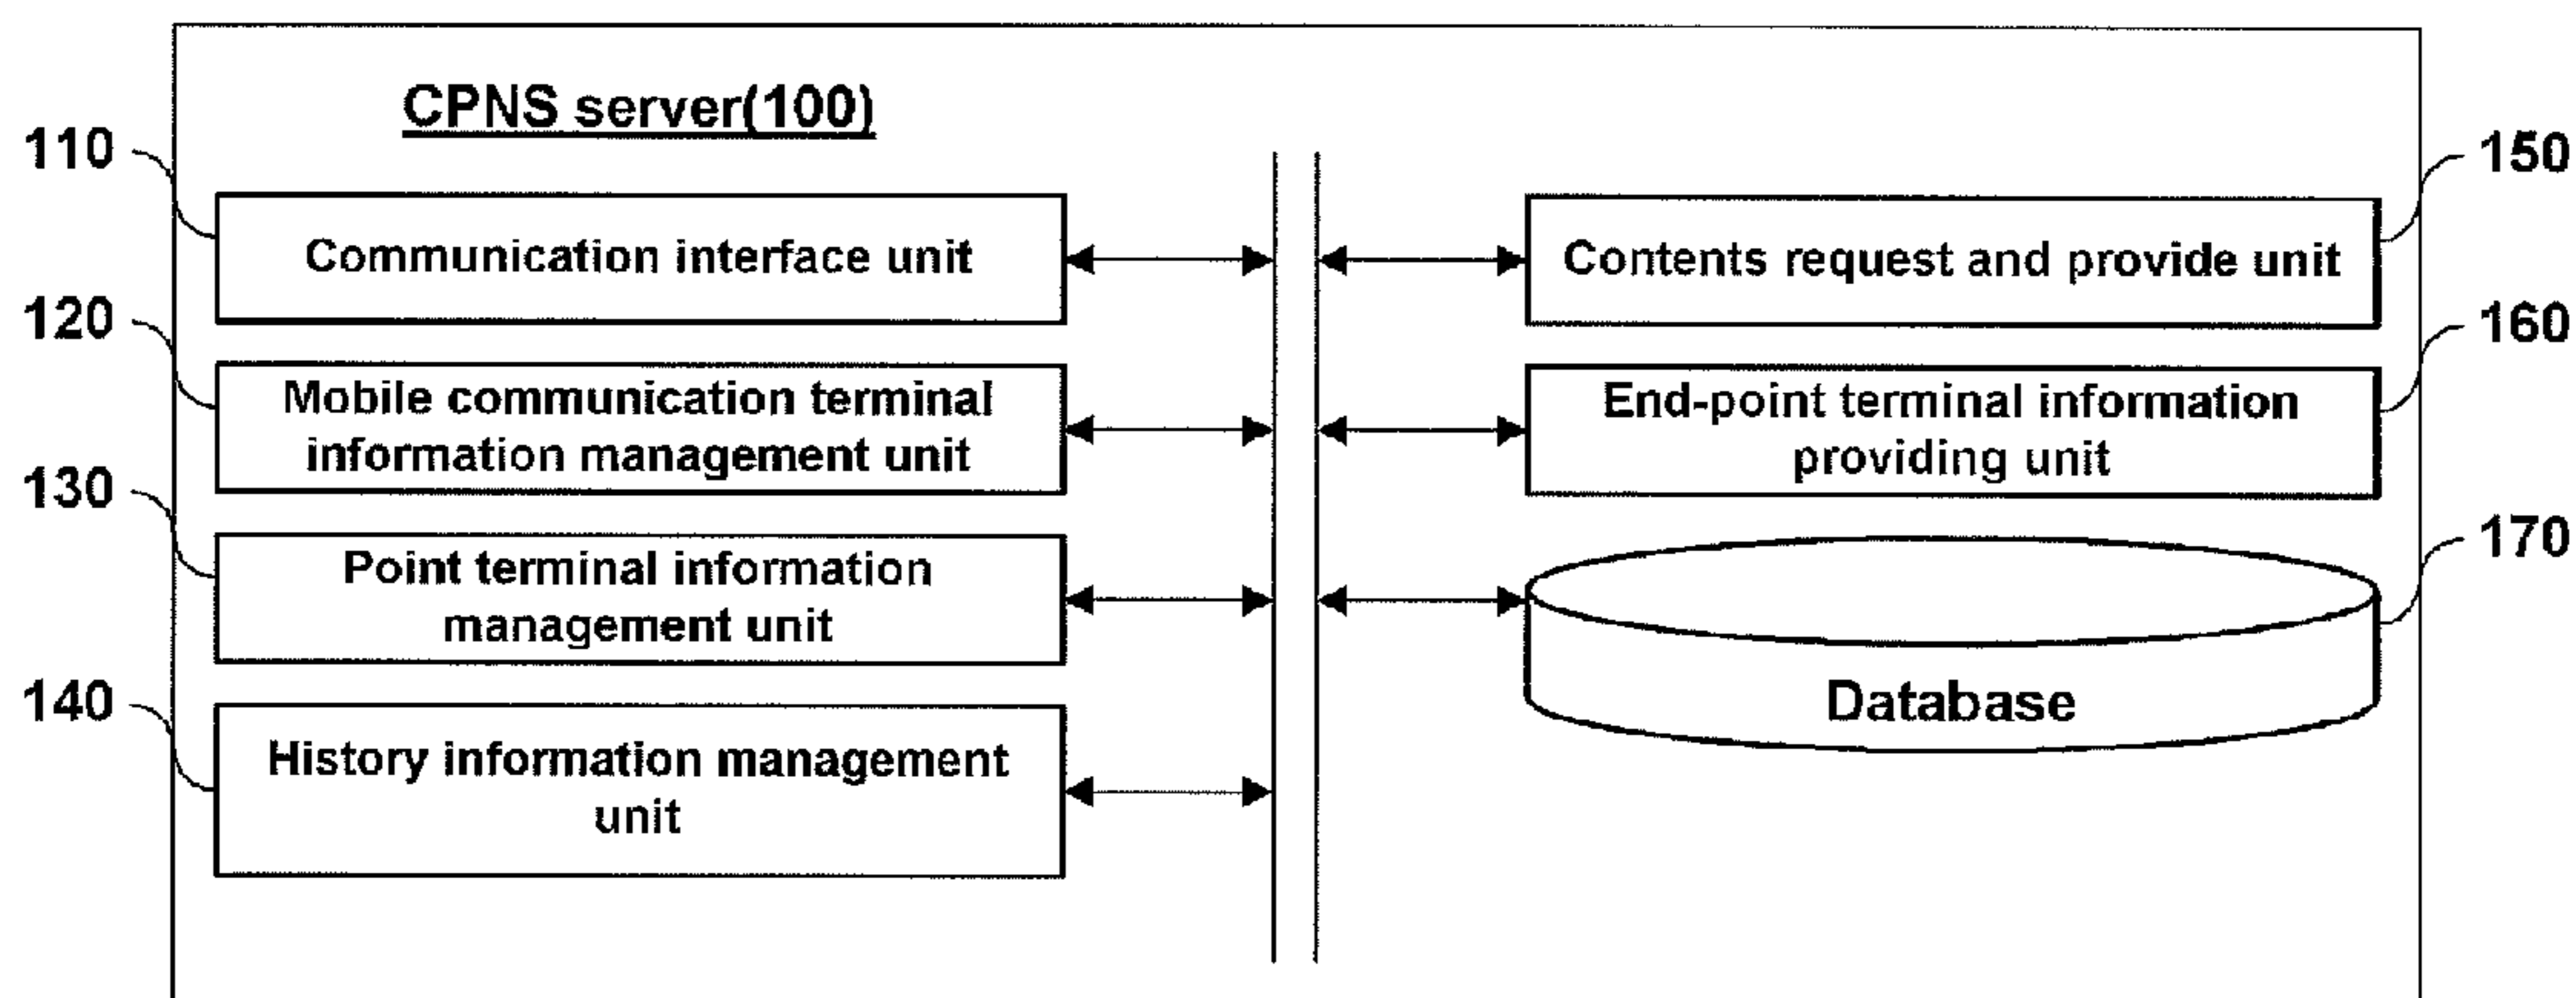 CPNS server(100)
110
Communication interface unit
120
Mobile communication terminal
information management unit
130
Point terminal information
management unit
140
History information management
unit
150
Contents request and provide unit
160
End-point terminal information
providing unit
170
Database